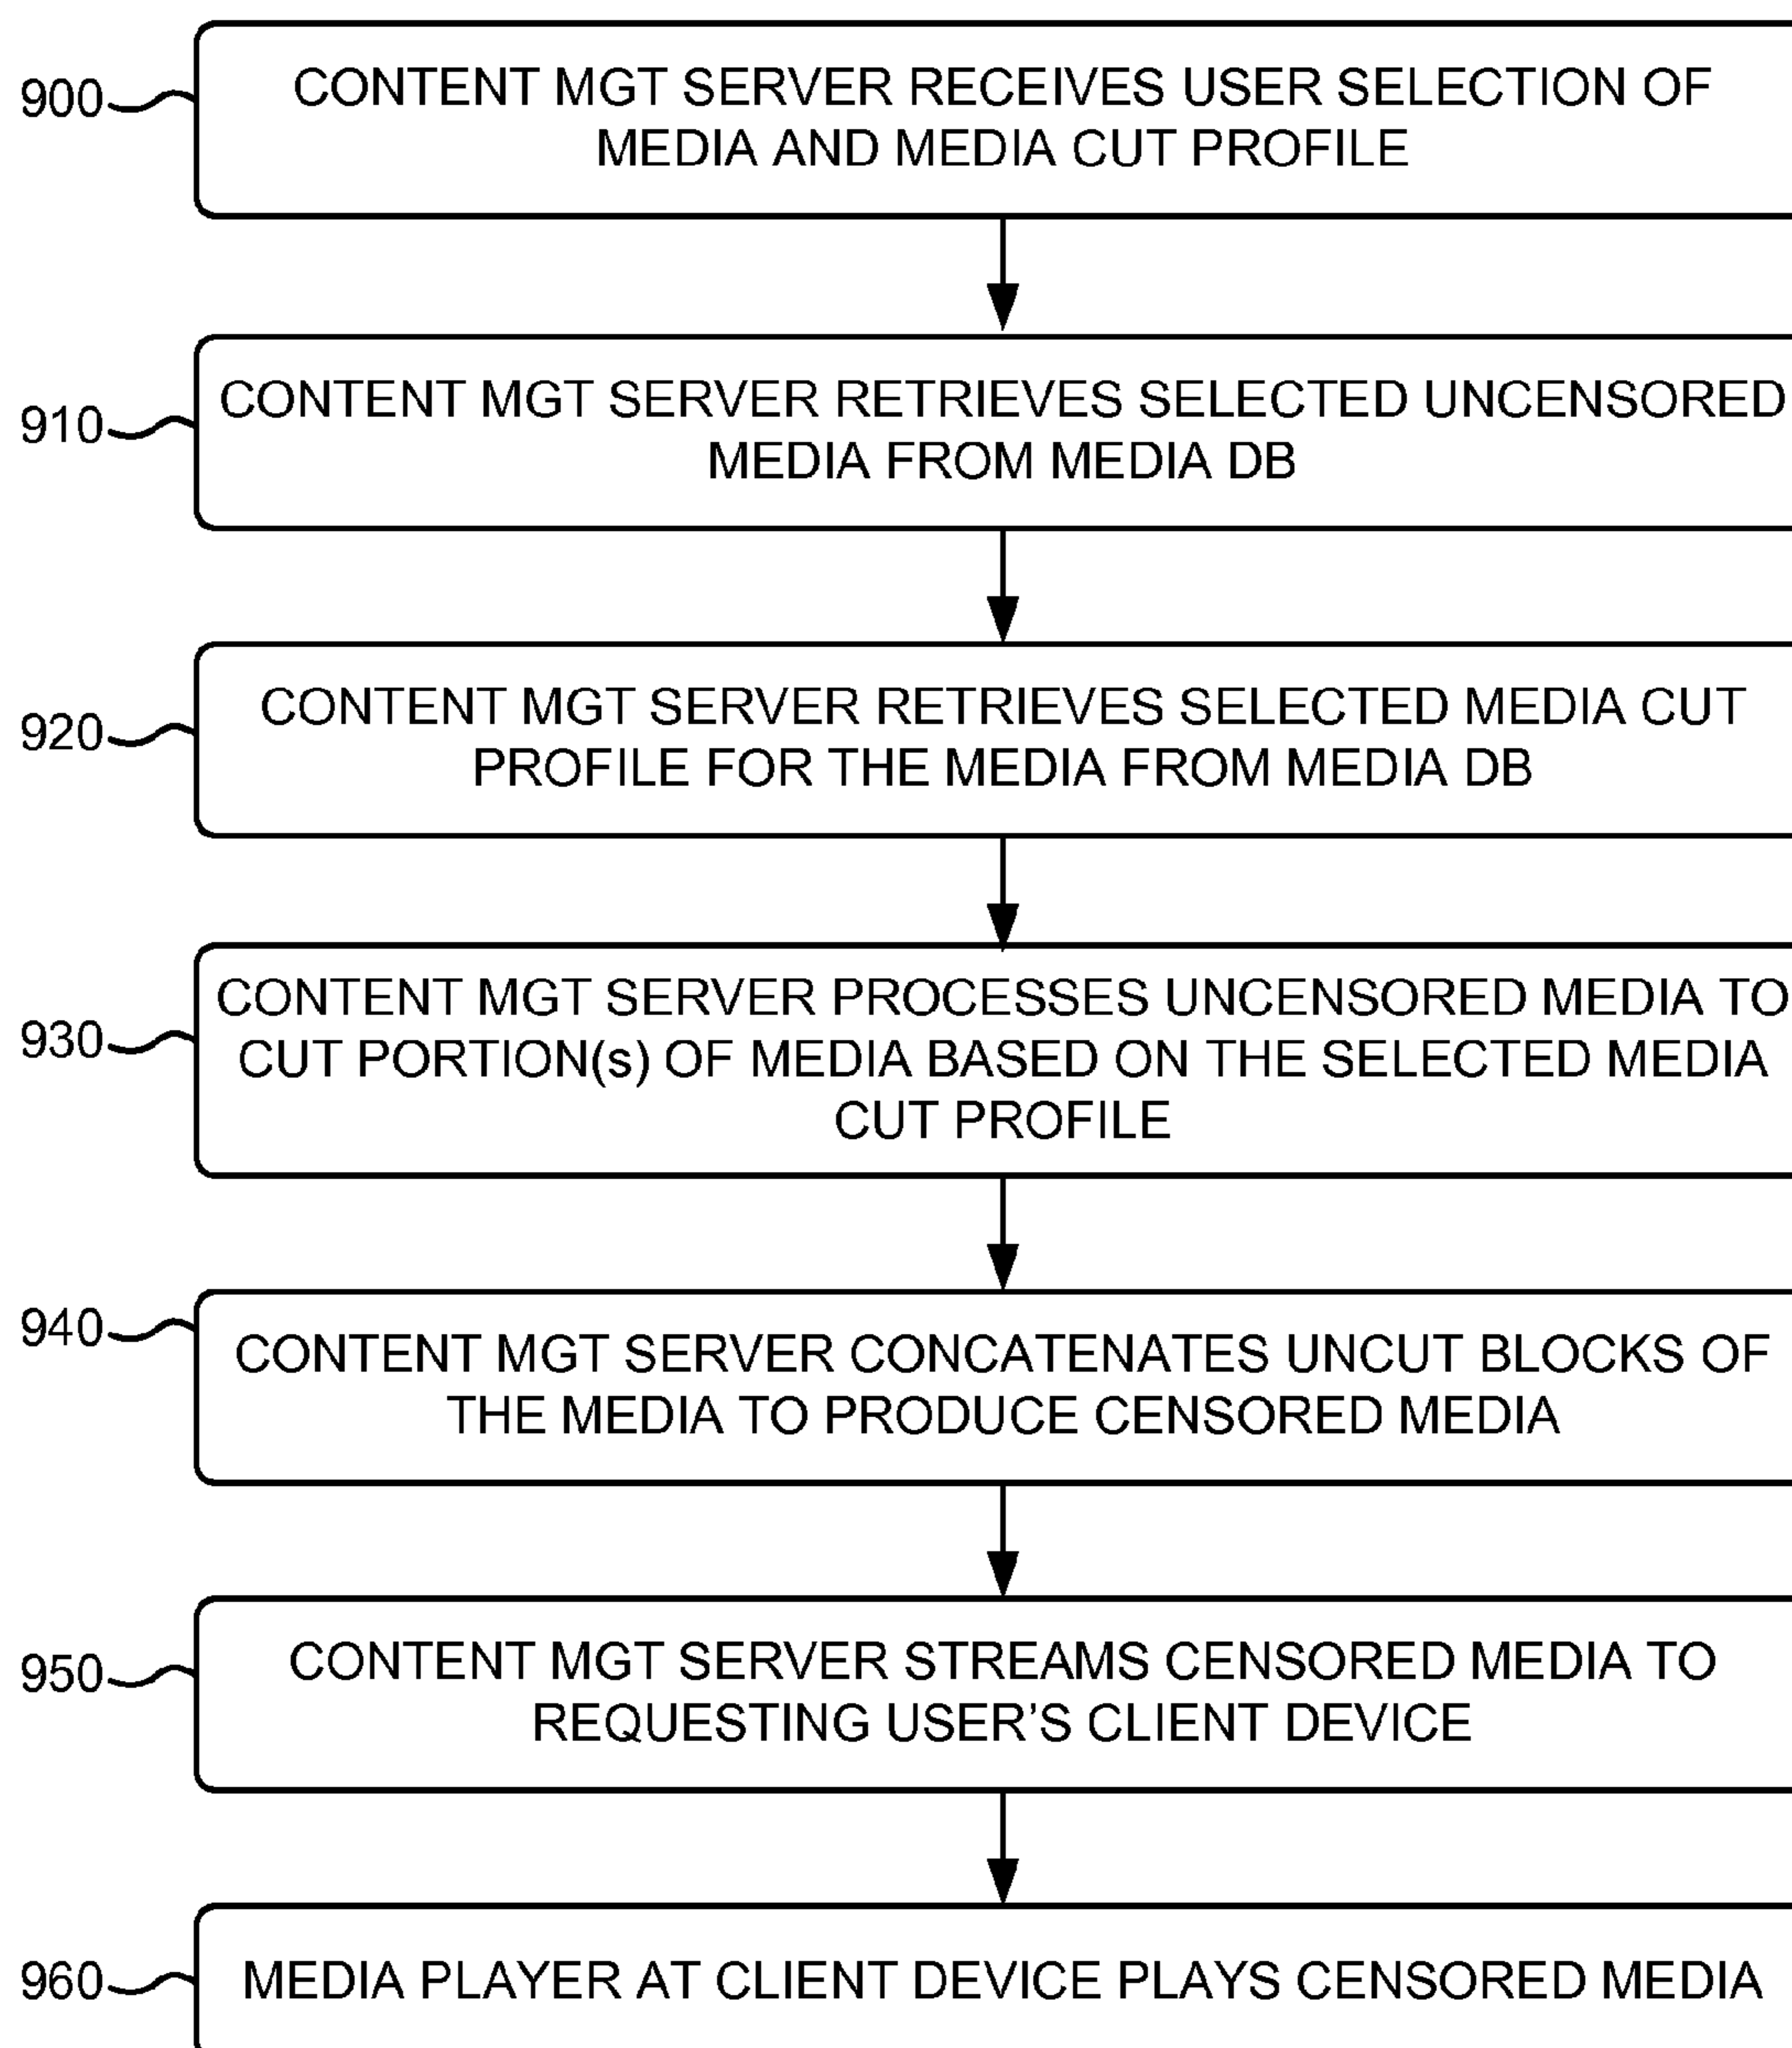 900
CONTENT MGT SERVER RECEIVES USER SELECTION OF
MEDIA AND MEDIA CUT PROFILE
910
CONTENT MGT SERVER RETRIEVES SELECTED UNCENSORED
MEDIA FROM MEDIA DB
920
CONTENT MGT SERVER RETRIEVES SELECTED MEDIA CUT
PROFILE FOR THE MEDIA FROM MEDIA DB
930
CONTENT MGT SERVER PROCESSES UNCENSORED MEDIA TO
CUT PORTION(s) OF MEDIA BASED ON THE SELECTED MEDIA
CUT PROFILE
940
CONTENT MGT SERVER CONCATENATES UNCUT BLOCKS OF
THE MEDIA TO PRODUCE CENSORED MEDIA
950
CONTENT MGT SERVER STREAMS CENSORED MEDIA TO
REQUESTING USER’S CLIENT DEVICE
960
MEDIA PLAYER AT CLIENT DEVICE PLAYS CENSORED MEDIA